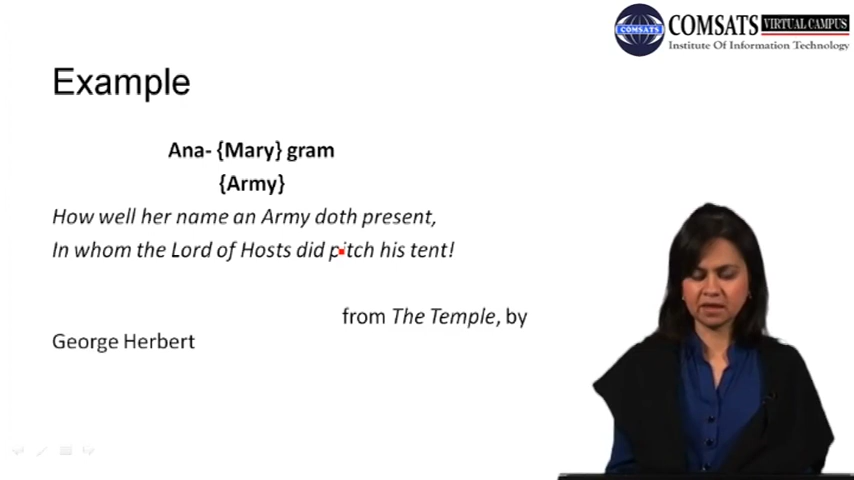 COMSATS VIRTUAL CAMPUS
COMSATS
Institute Of Information Technology
Example
Ana- {Mary} gram
{Army}
How well her name an Army doth present,
In whom the Lord of Hosts did pitch his tent!
from The Temple, by
George Herbert